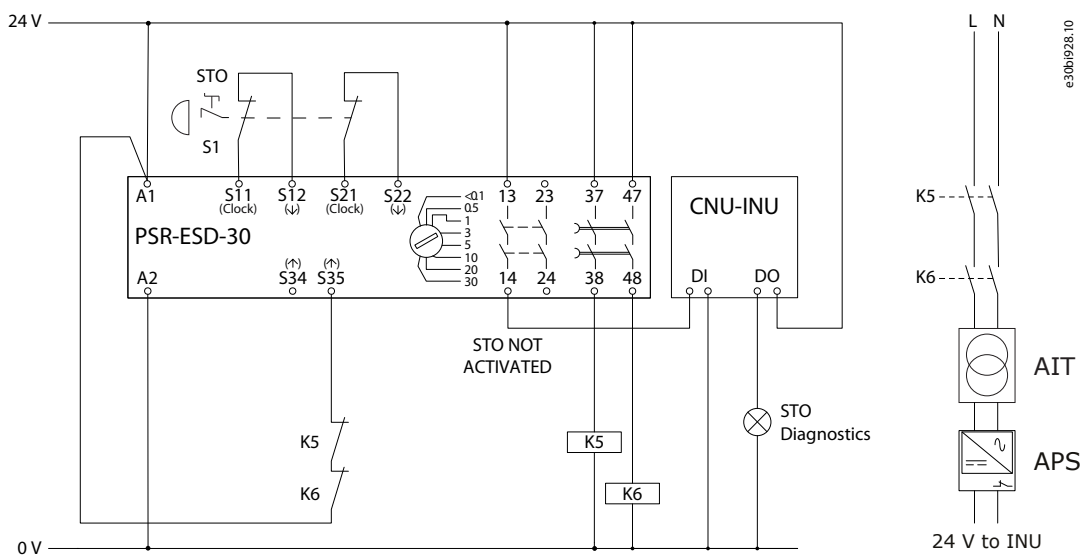 24 V
L N
e30bi928.10
STO
S1
A1
S11
(Clock)
S12
(↓)
S21
(Clock)
S22
(↓)
<0.1
0.5
1
3
5
10
20
30
13
23
37
47
PSR-ESD-30
CNU-INU
A2
(↑)
S34
(↑)
S35
14
24
38
48
DI
DO
K5
K6
STO NOT
ACTIVATED
AIT
K5
K6
K5
K6
STO
Diagnostics
APS
0 V
24 V to INU